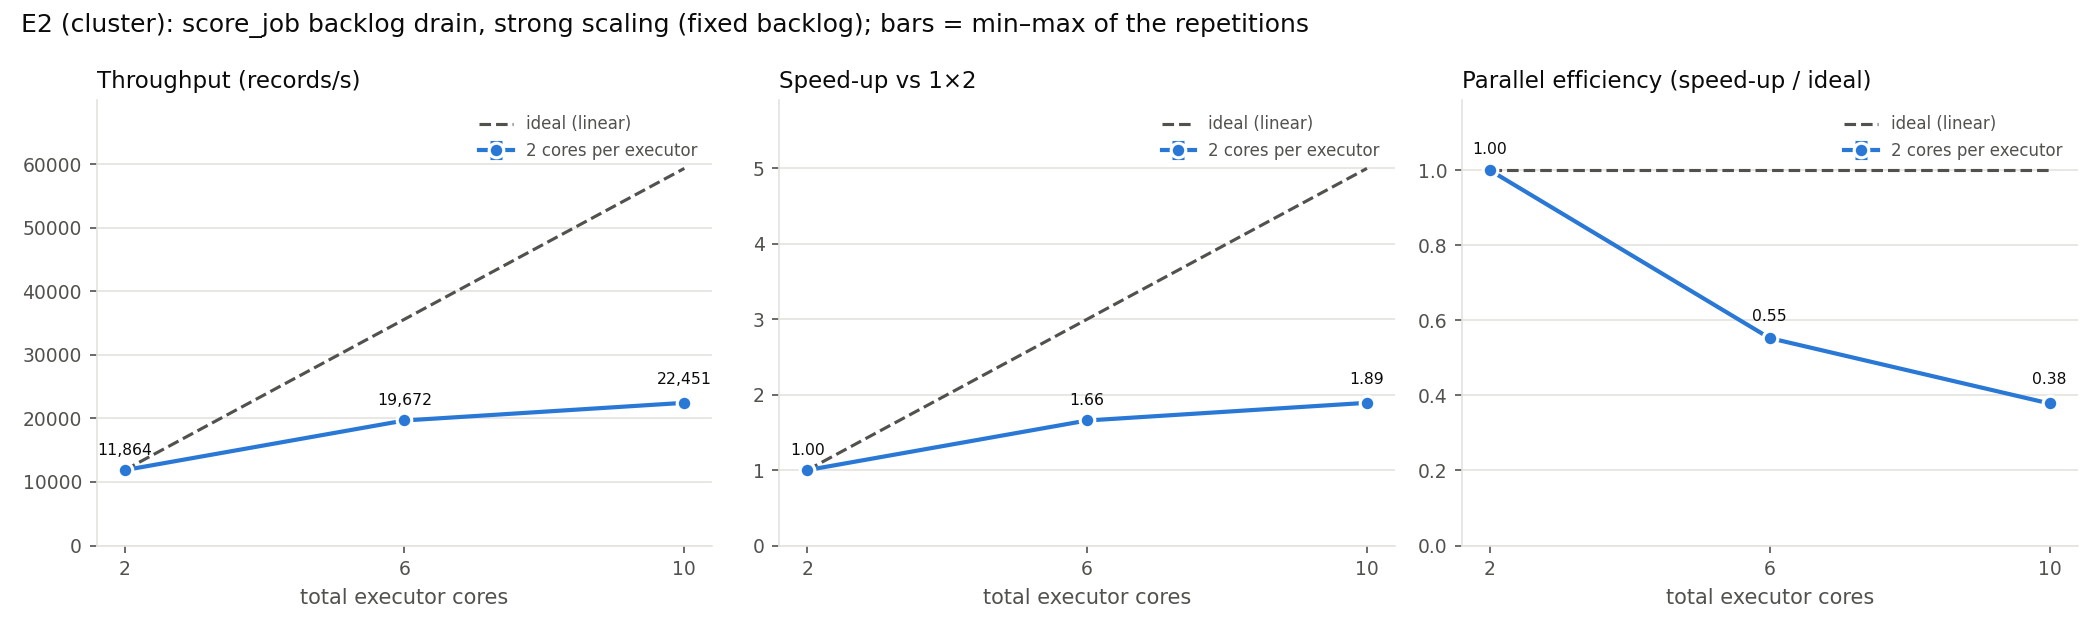 E2 (cluster): score_job backlog drain, strong scaling (fixed backlog); bars = min–max of the repetitions
Throughput (records/s)
ideal (linear)
2 cores per executor
60000
50000
40000
30000
20000
10000
0
11,864
19,672
22,451
2
6
10
total executor cores
Speed-up vs 1×2
ideal (linear)
2 cores per executor
5
4
3
2
1
0
1.00
1.66
1.89
2
6
10
total executor cores
Parallel efficiency (speed-up / ideal)
ideal (linear)
2 cores per executor
1.0
0.8
0.6
0.4
0.2
0.0
1.00
0.55
0.38
2
6
10
total executor cores